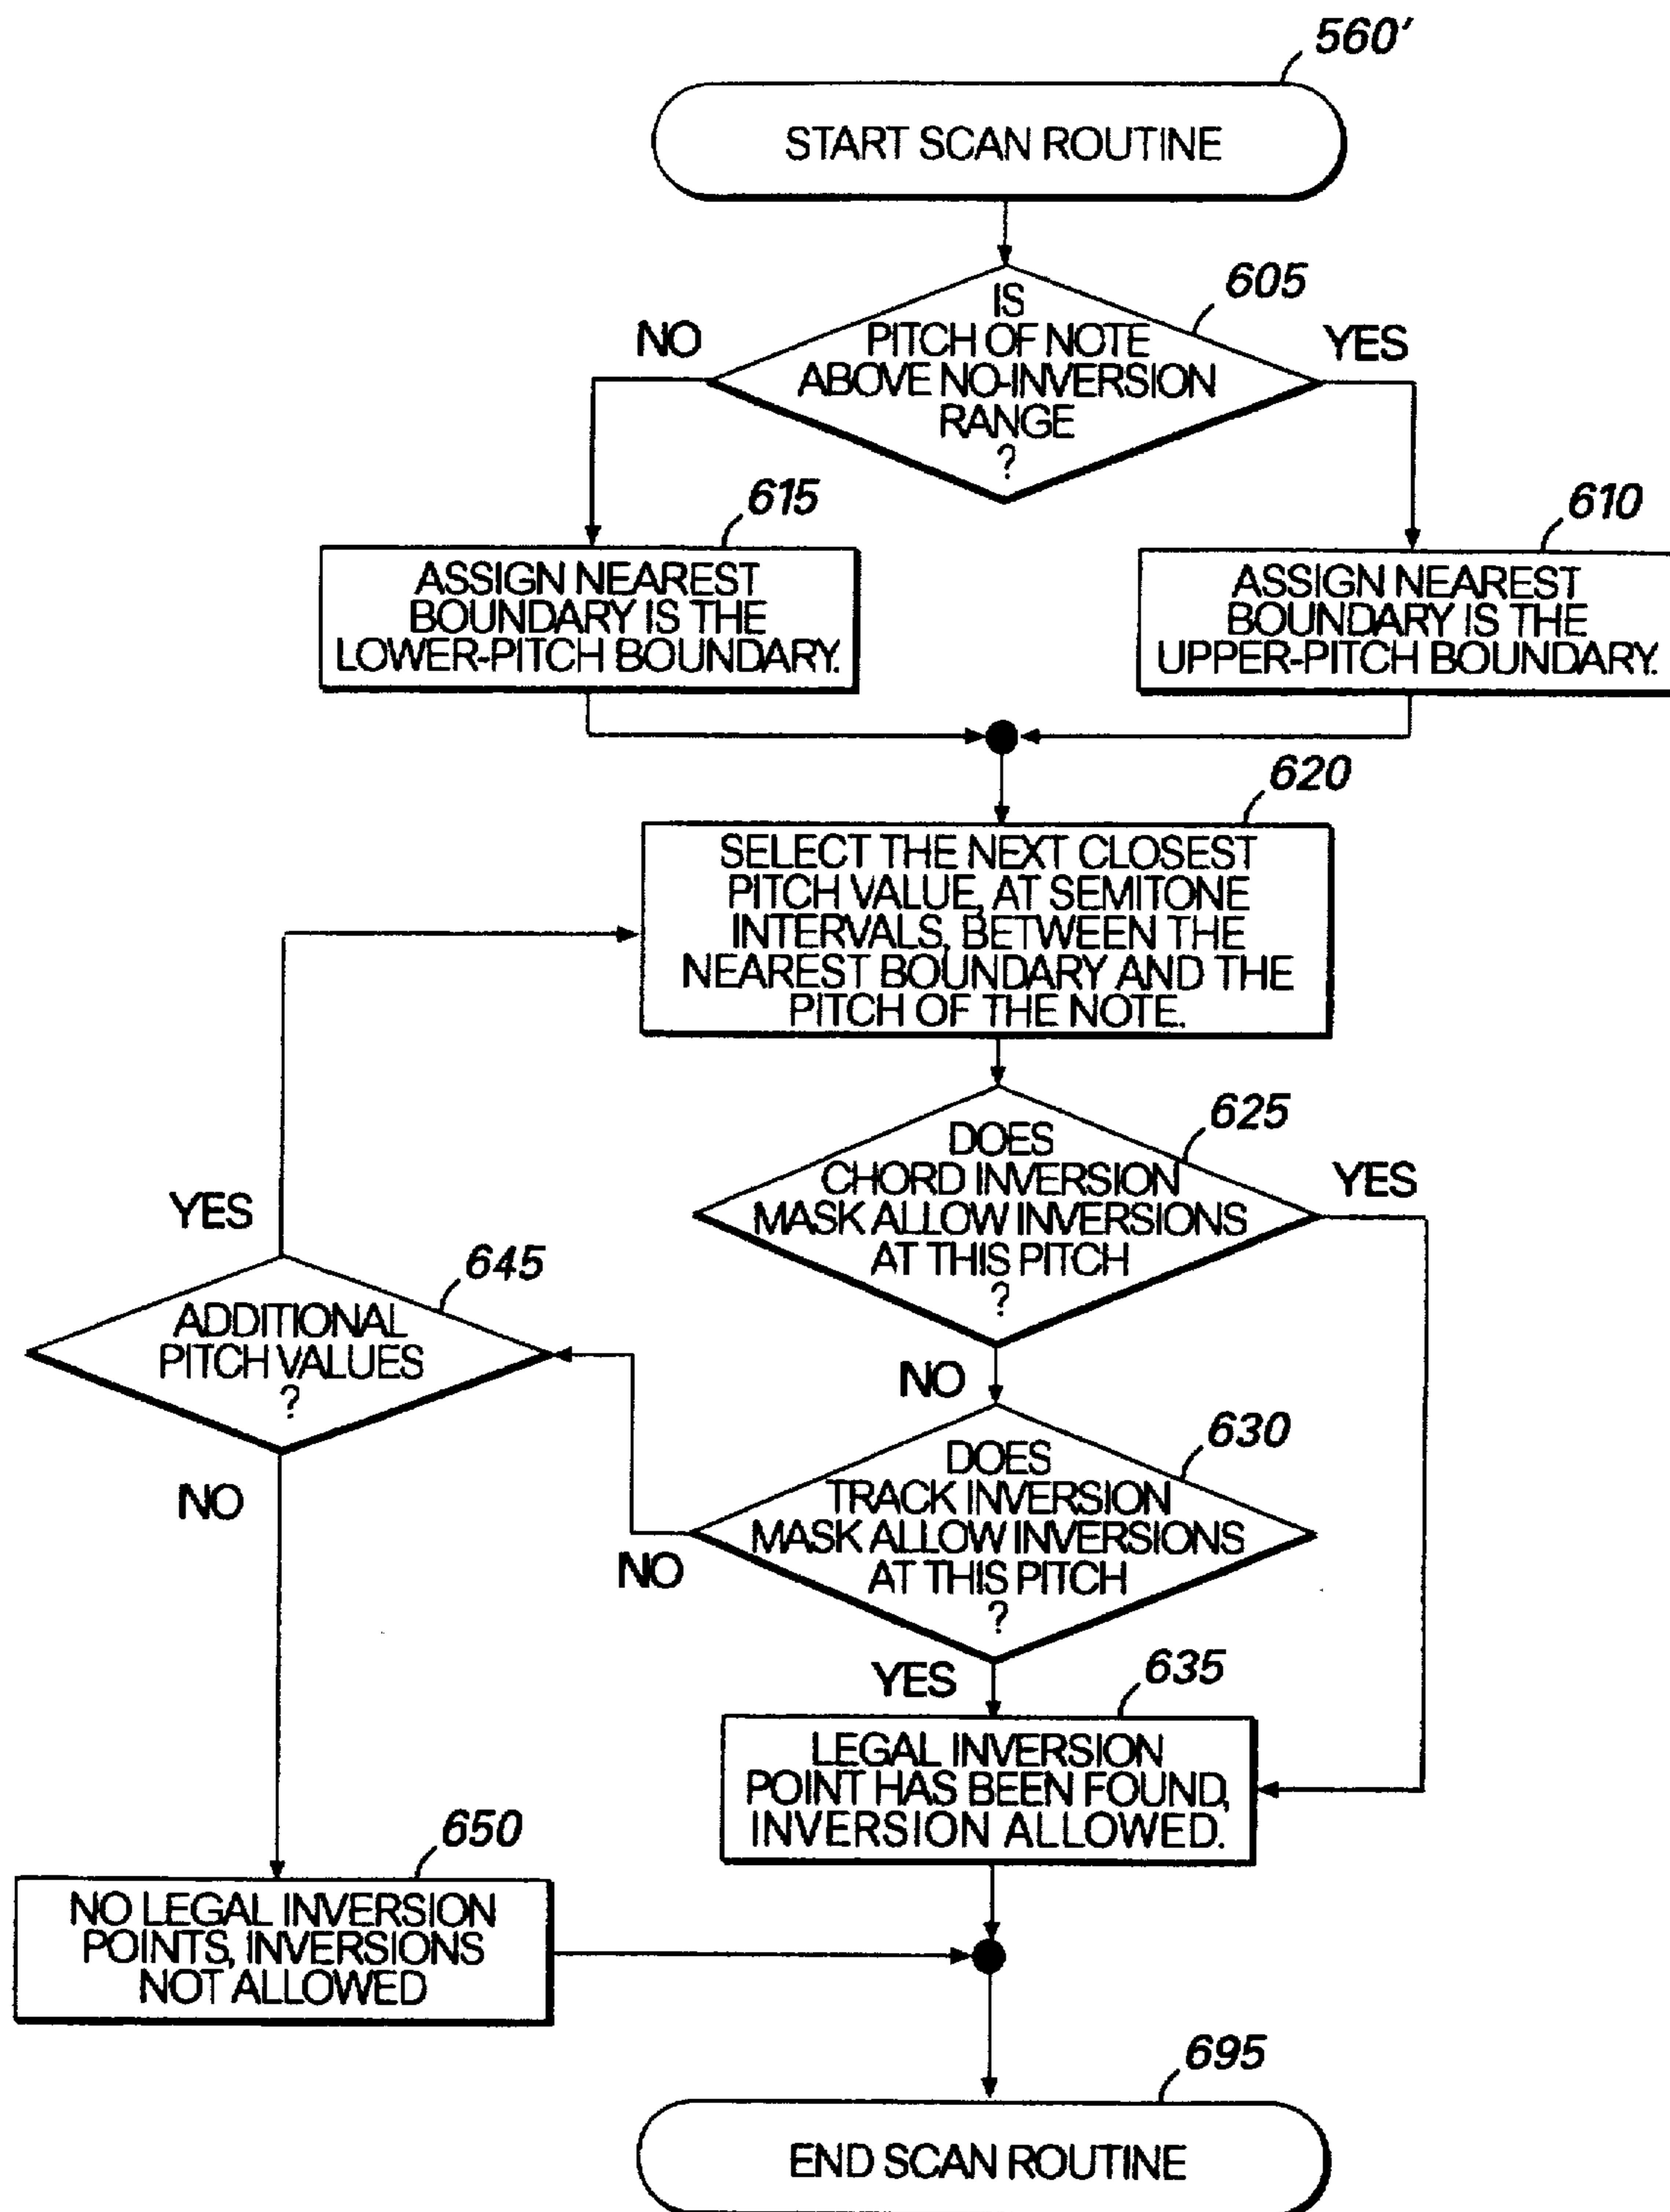 560'
START SCAN ROUTINE
605
IS
PITCH OF NOTE
ABOVE NO-INVERSION
RANGE
?
NO
YES
615
ASSIGN NEAREST
BOUNDARY IS THE
LOWER-PITCH BOUNDARY.
610
ASSIGN NEAREST
BOUNDARY IS THE
UPPER-PITCH BOUNDARY.
620
SELECT THE NEXT CLOSEST
PITCH VALUE, AT SEMITONE
INTERVALS, BETWEEN THE
NEAREST BOUNDARY AND THE
PITCH OF THE NOTE.
625
DOES
CHORD INVERSION
MASK ALLOW INVERSIONS
AT THIS PITCH
?
YES
NO
YES
645
ADDITIONAL
PITCH VALUES
?
NO
630
DOES
TRACK INVERSION
MASK ALLOW INVERSIONS
AT THIS PITCH
?
NO
YES
635
LEGAL INVERSION
POINT HAS BEEN FOUND,
INVERSION ALLOWED.
650
NO LEGAL INVERSION
POINTS, INVERSIONS
NOT ALLOWED
695
END SCAN ROUTINE